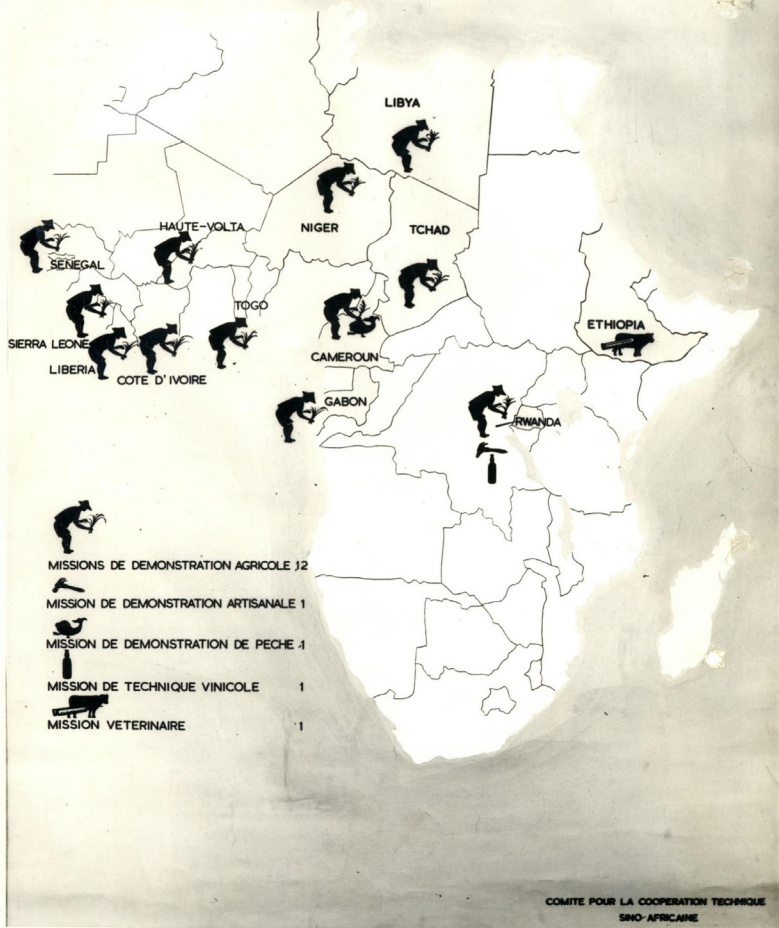 LIBYA
HAUTE-VOLTA
NIGER
TCHAD
SENEGAL
TOGO
SIERRA LEONE
LIBERIA
COTE D'IVOIRE
CAMEROUN
ETHIOPIA
GABON
RWANDA
MISSIONS DE DEMONSTRATION AGRICOLE 12
MISSION DE DEMONSTRATION ARTISANALE 1
MISSION DE DEMONSTRATION DE PECHE 1
MISSION DE TECHNIQUE VINICOLE 1
MISSION VETERINAIRE 1
COMITE POUR LA COOPERATION TECHNIQUE
SINO-AFRICAINE